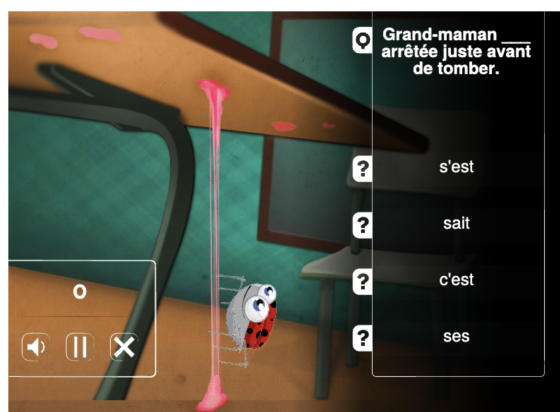 Q
Grand-maman ___
arrêtée juste avant
de tomber.
? s'est
? sait
? c'est
? ses
0